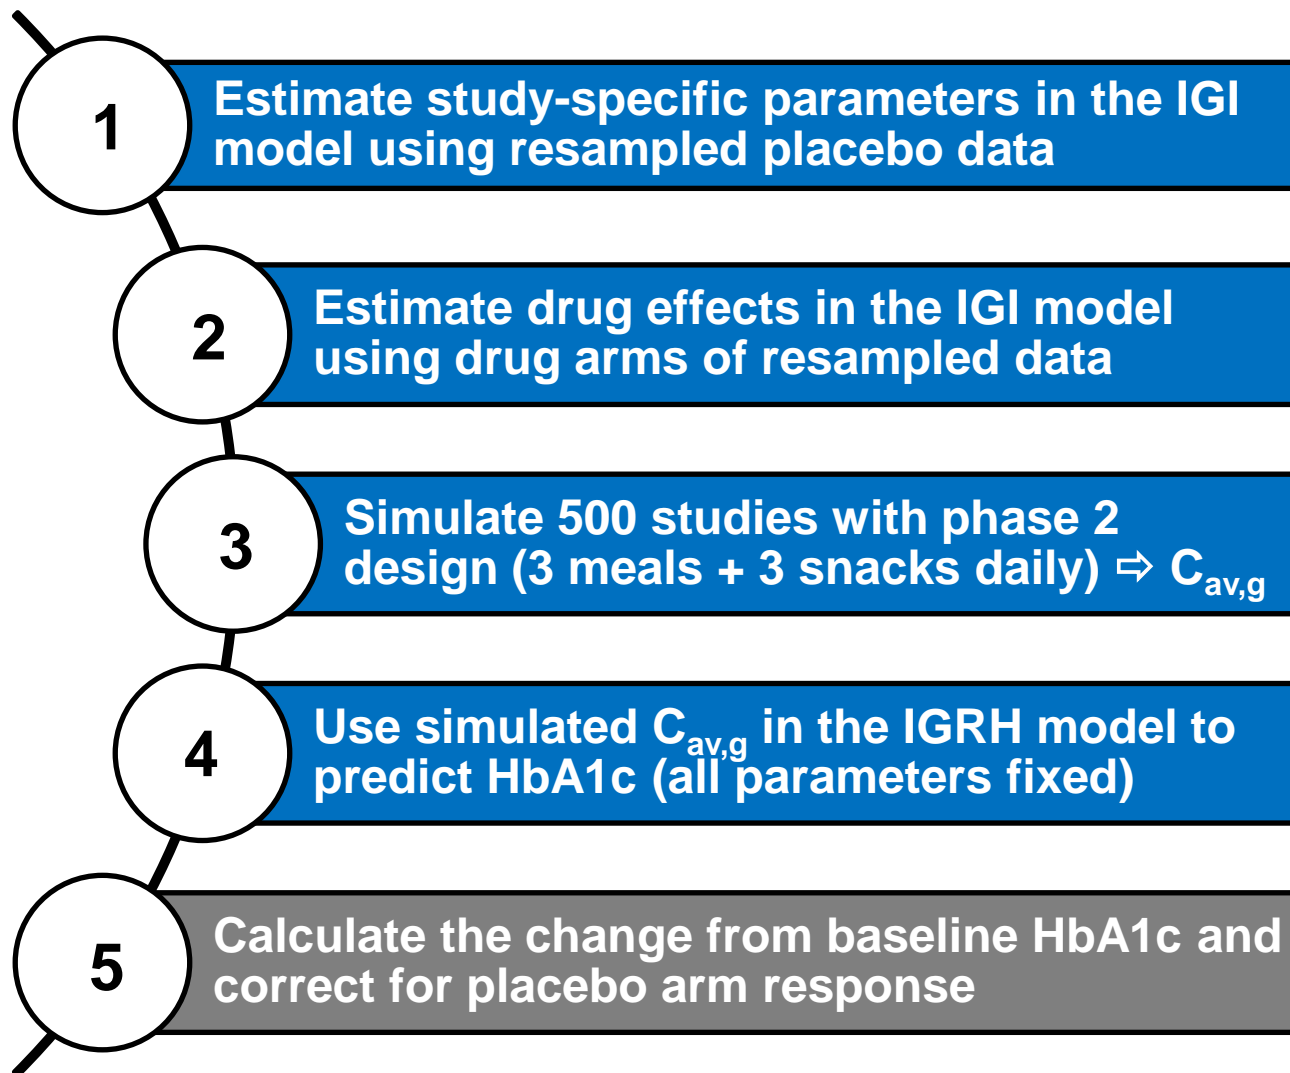 1
Estimate study-specific parameters in the IGI
model using resampled placebo data
2
Estimate drug effects in the IGI model
using drug arms of resampled data
3
Simulate 500 studies with phase 2
design (3 meals + 3 snacks daily) ⇨ Cav,g
4
Use simulated Cav,g in the IGRH model to
predict HbA1c (all parameters fixed)
5
Calculate the change from baseline HbA1c and
correct for placebo arm response